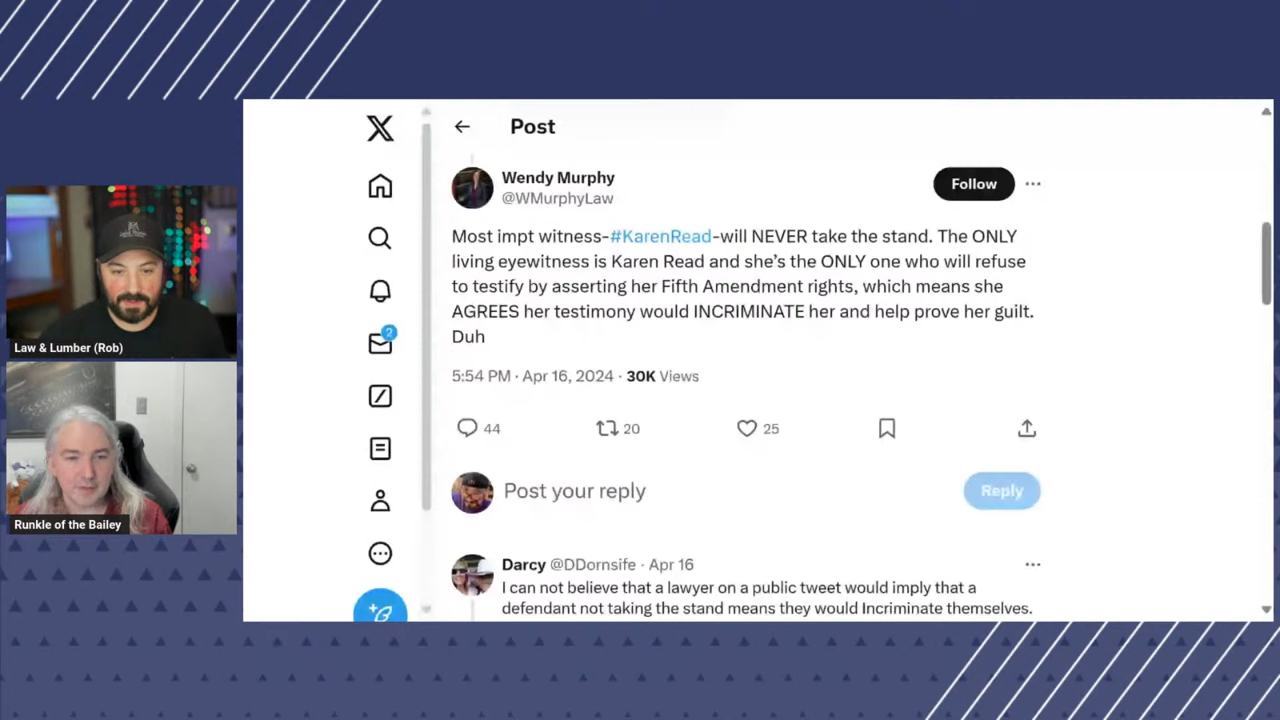 Post
Wendy Murphy
@WMurphyLaw
Follow
Most impt witness-#KarenRead-will NEVER take the stand. The ONLY
living eyewitness is Karen Read and she's the ONLY one who will refuse
to testify by asserting her Fifth Amendment rights, which means she
AGREES her testimony would INCRIMINATE her and help prove her guilt.
Duh
5:54 PM · Apr 16, 2024 · 30K Views
44
20
25
Post your reply
Reply
Darcy @DDornsife · Apr 16
I can not believe that a lawyer on a public tweet would imply that a
defendant not taking the stand means they would Incriminate themselves.
2
Law & Lumber (Rob)
Runkle of the Bailey